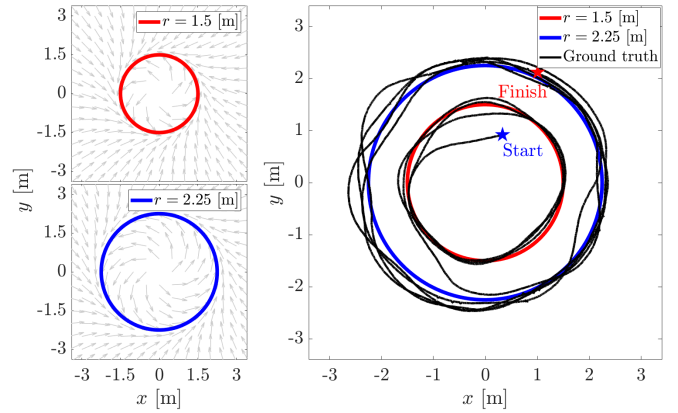 r = 1.5 [m]
3
1.5
0
-1.5
-3
r = 2.25 [m]
3
1.5
0
-1.5
-3
y [m]
-3
-1.5
0
1.5
3
x [m]
r = 1.5 [m]
r = 2.25 [m]
Ground truth
Finish
Start
3
2
1
0
-1
-2
-3
y [m]
-3
-2
-1
0
1
2
3
x [m]